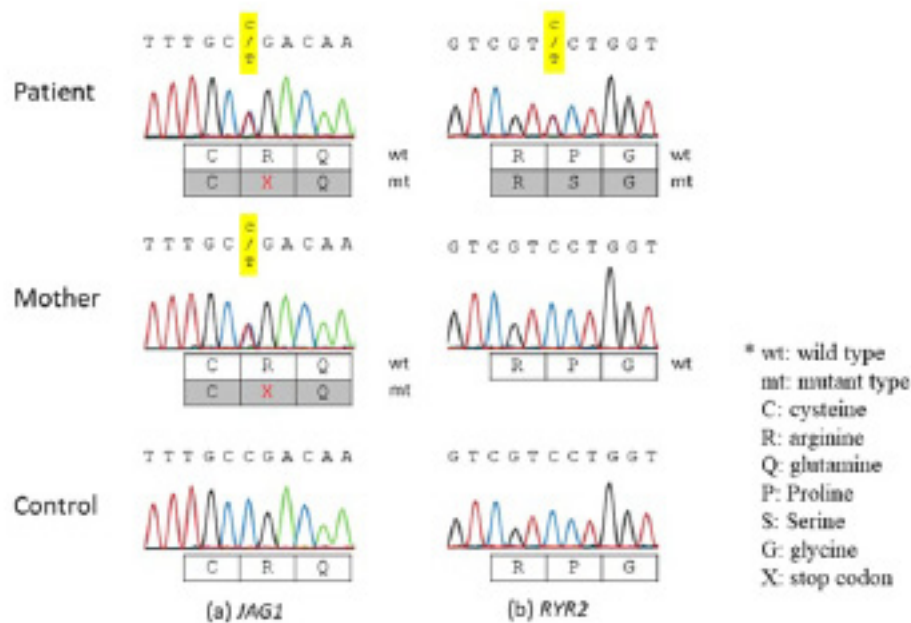 T T T G C C/T G A C A A
G T C G T C/T C T G G T
Patient
C R Q wt
C X Q mt
R P G wt
R S G mt
T T T G C C/T G A C A A
G T C G T C C T G G T
Mother
C R Q wt
C X Q mt
R P G wt
T T T G C C G A C A A
G T C G T C C T G G T
Control
C R Q
R P G
(a) JAG1
(b) RYR2
* wt: wild type
mt: mutant type
C: cysteine
R: arginine
Q: glutamine
P: Proline
S: Serine
G: glycine
X: stop codon